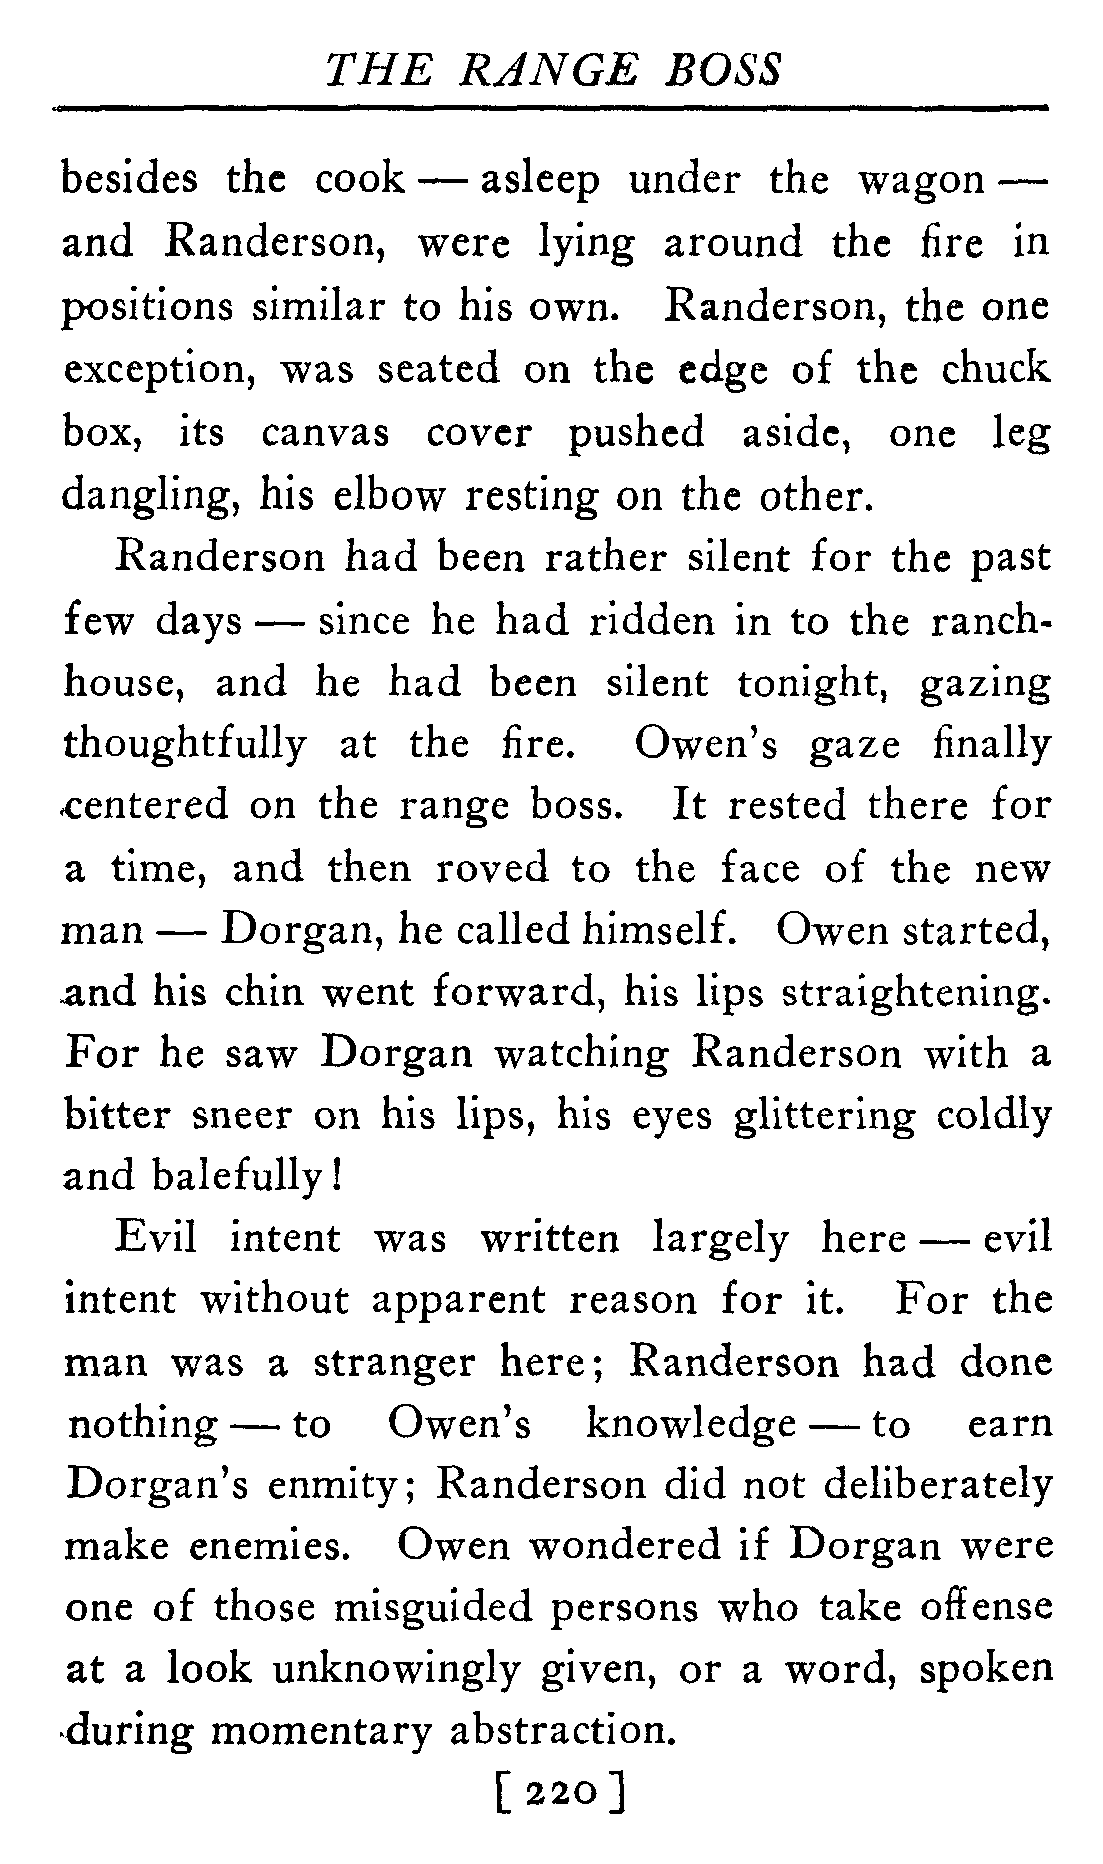 THE RANGE BOSS
besides the cook — asleep under the wagon —
and Randerson, were lying around the fire in
positions similar to his own. Randerson, the one
exception, was seated on the edge of the chuck
box, its canvas cover pushed aside, one leg
dangling, his elbow resting on the other.
Randerson had been rather silent for the past
few days — since he had ridden in to the ranch-
house, and he had been silent tonight, gazing
thoughtfully at the fire. Owen's gaze finally
centered on the range boss. It rested there for
a time, and then roved to the face of the new
man — Dorgan, he called himself. Owen started,
and his chin went forward, his lips straightening.
For he saw Dorgan watching Randerson with a
bitter sneer on his lips, his eyes glittering coldly
and balefully!
Evil intent was written largely here — evil
intent without apparent reason for it. For the
man was a stranger here; Randerson had done
nothing — to Owen's knowledge — to earn
Dorgan's enmity; Randerson did not deliberately
make enemies. Owen wondered if Dorgan were
one of those misguided persons who take offense
at a look unknowingly given, or a word, spoken
during momentary abstraction.
[ 220 ]